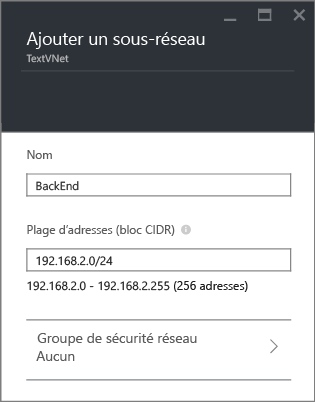 Ajouter un sous-réseau
TextVNet
Nom
BackEnd
Plage d'adresses (bloc CIDR)
192.168.2.0/24
192.168.2.0 - 192.168.2.255 (256 adresses)
Groupe de sécurité réseau
Aucun